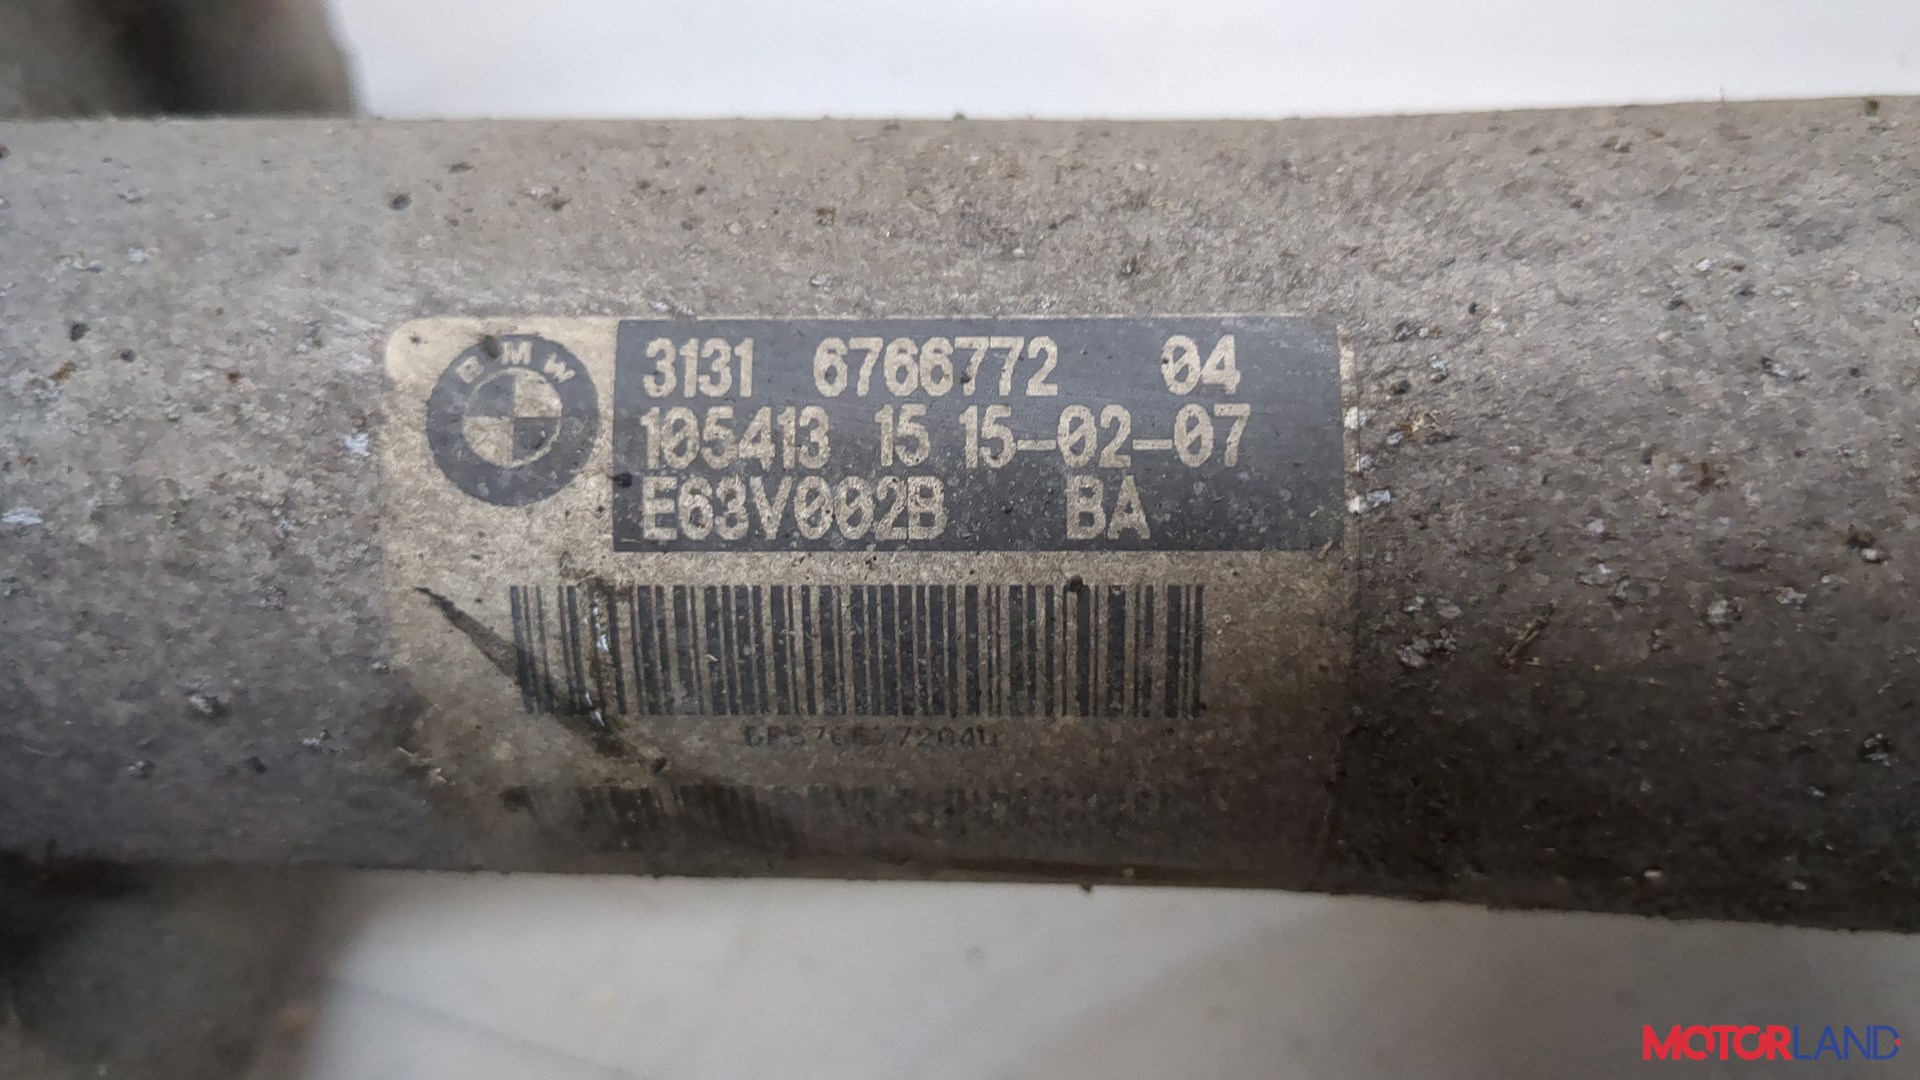 BMW
3131 6766772 04
105413 15 15-02-07
E63V002B BA
MOTORLAND